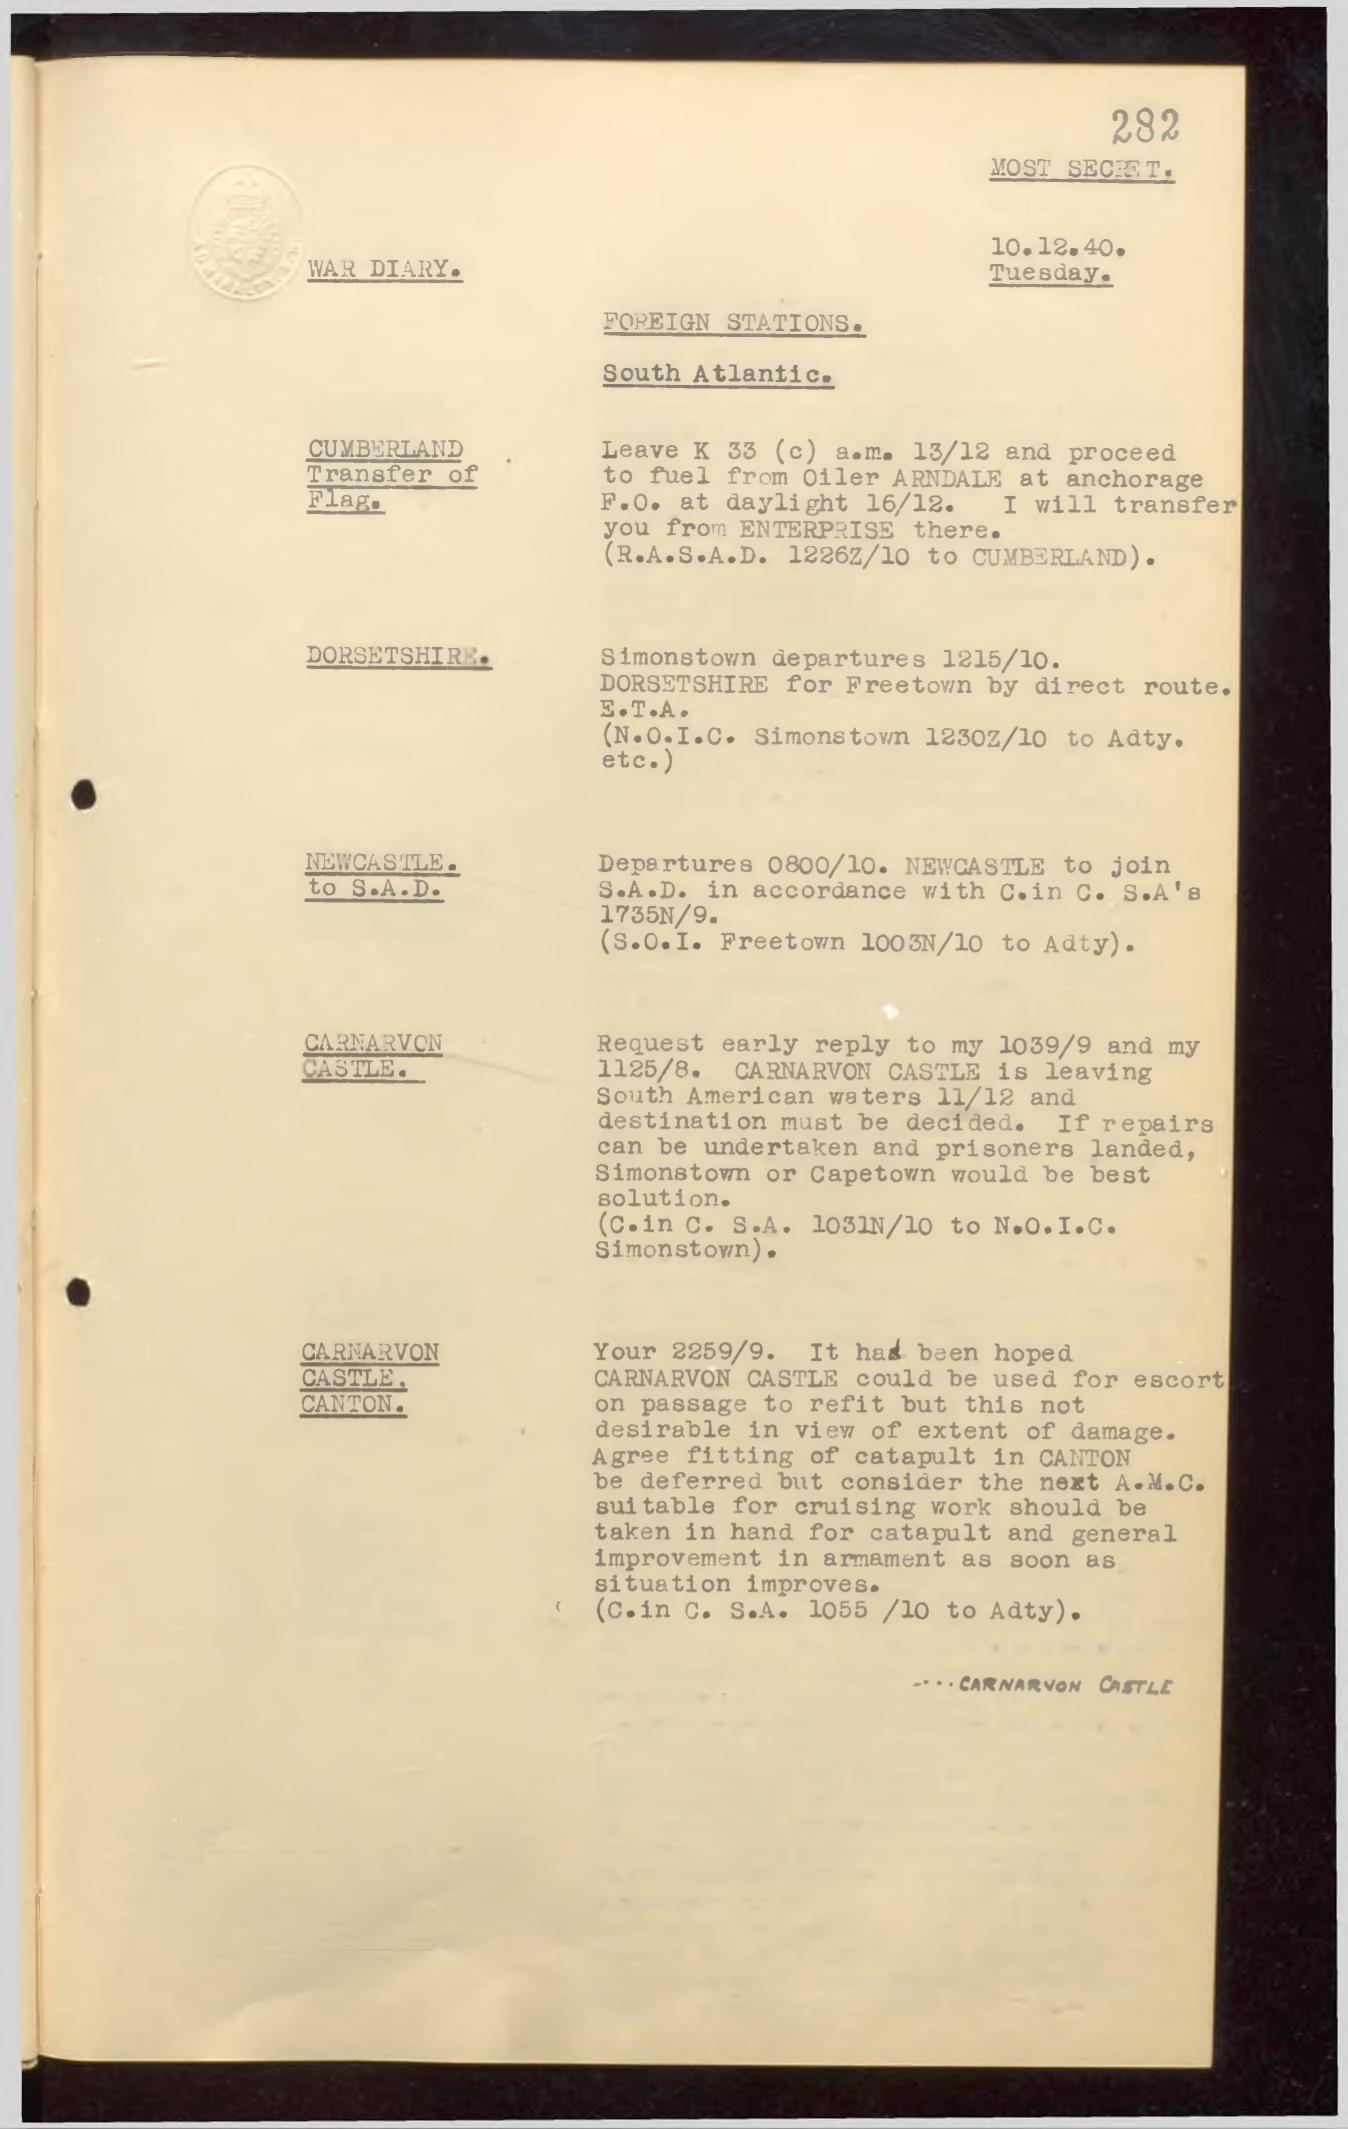 282
MOST SECRET.
10.12.40.
Tuesday.
WAR DIARY.
FOREIGN STATIONS.
South Atlantic.
CUMBERLAND
Transfer of
Flag.
Leave K 33 (c) a.m. 13/12 and proceed
to fuel from Oiler ARNDALE at anchorage
F.O. at daylight 16/12. I will transfer
you from ENTERPRISE there.
(R.A.S.A.D. 1226Z/10 to CUMBERLAND).
DORSETSHIRE.
Simonstown departures 1215/10.
DORSETSHIRE for Freetown by direct route.
E.T.A.
(N.O.I.C. Simonstown 1230Z/10 to Adty.
etc.)
NEWCASTLE.
to S.A.D.
Departures 0800/10. NEWCASTLE to join
S.A.D. in accordance with C.in C. S.A's
1735N/9.
(S.O.I. Freetown 1003N/10 to Adty).
CARNARVON
CASTLE.
Request early reply to my 1039/9 and my
1125/8. CARNARVON CASTLE is leaving
South American waters 11/12 and
destination must be decided. If repairs
can be undertaken and prisoners landed,
Simonstown or Capetown would be best
solution.
(C.in C. S.A. 1031N/10 to N.O.I.C.
Simonstown).
CARNARVON
CASTLE.
CANTON.
Your 2259/9. It had been hoped
CARNARVON CASTLE could be used for escort
on passage to refit but this not
desirable in view of extent of damage.
Agree fitting of catapult in CANTON
be deferred but consider the next A.M.C.
suitable for cruising work should be
taken in hand for catapult and general
improvement in armament as soon as
situation improves.
(C.in C. S.A. 1055 /10 to Adty).
....CARNARVON CASTLE